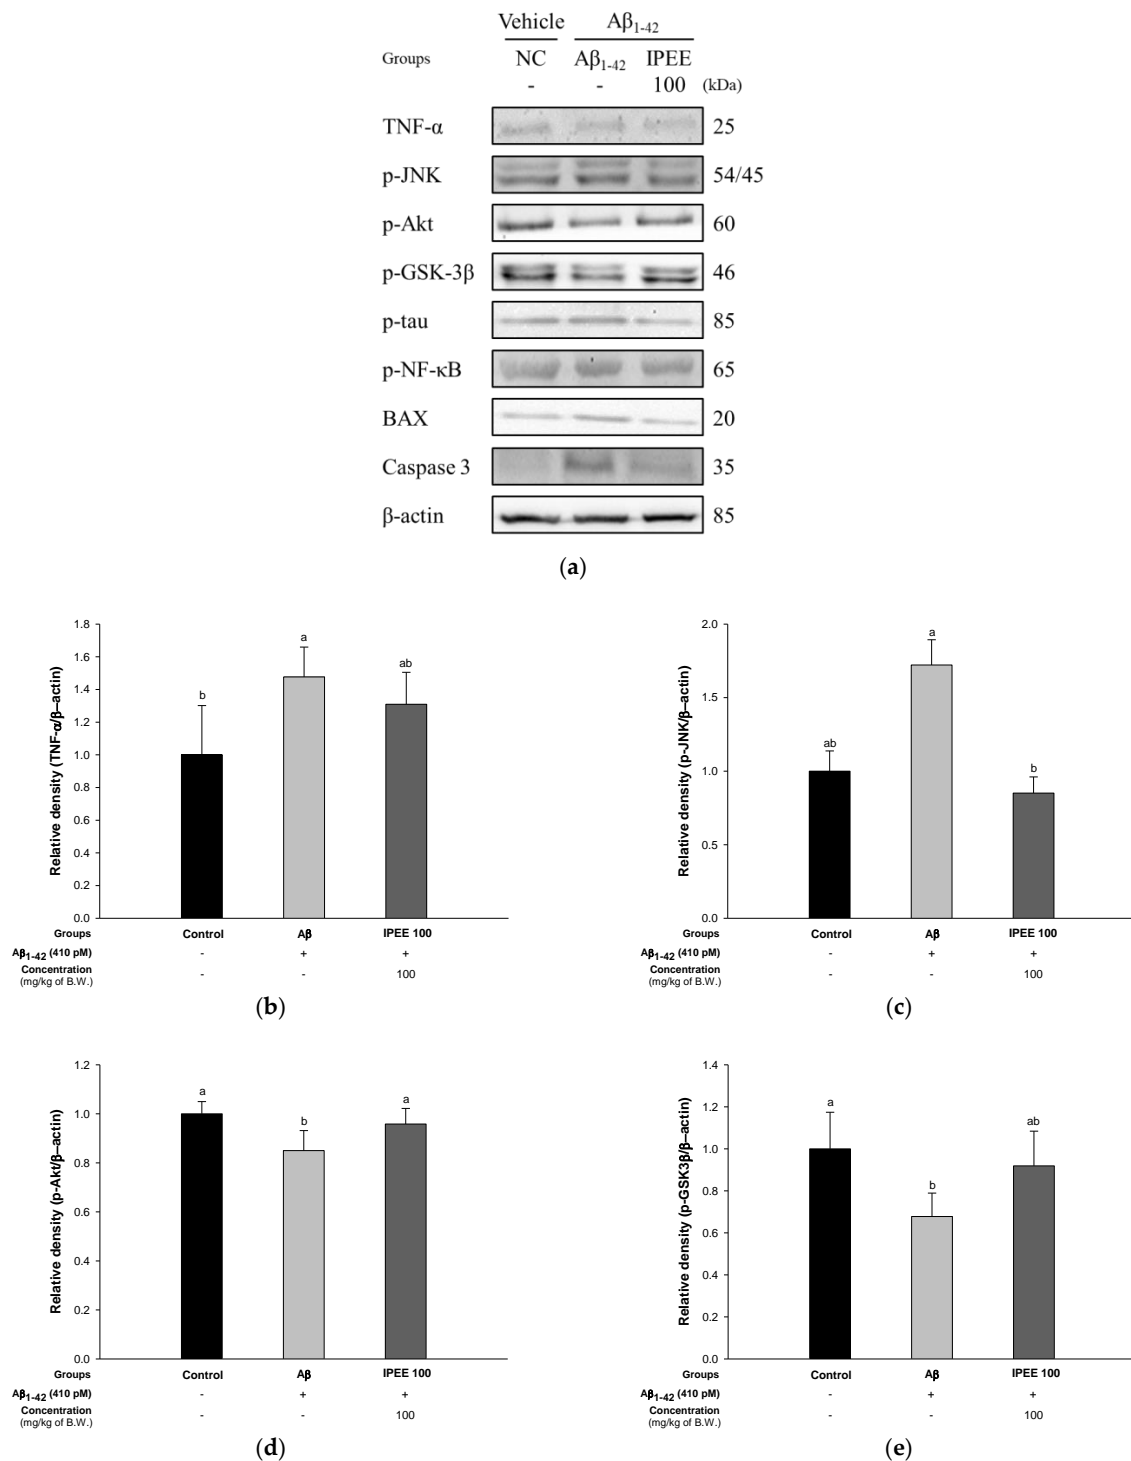 Vehicle Aβ1-42
Groups NC Aβ1-42 IPEE
- - 100 (kDa)
TNF-α 25
p-JNK 54/45
p-Akt 60
p-GSK-3β 46
p-tau 85
p-NF-κB 65
BAX 20
Caspase 3 35
β-actin 85
(a)
Relative density (TNF-α/β–actin)
1.8
1.6
1.4
1.2
1.0
0.8
0.6
0.4
0.2
0.0
b a ab
Groups Control Aβ IPEE 100
Aβ1-42 (410 pM) - + +
Concentration
(mg/kg of B.W.) - - 100
(b)
Relative density (p-JNK/β–actin)
2.0
1.5
1.0
0.5
0.0
ab a b
Groups Control Aβ IPEE 100
Aβ1-42 (410 pM) - + +
Concentration
(mg/kg of B.W.) - - 100
(c)
Relative density (p-Akt/β–actin)
1.2
1.0
0.8
0.6
0.4
0.2
0.0
a b a
Groups Control Aβ IPEE 100
Aβ1-42 (410 pM) - + +
Concentration
(mg/kg of B.W.) - - 100
(d)
Relative density (p-GSK3β/β–actin)
1.4
1.2
1.0
0.8
0.6
0.4
0.2
0.0
a b ab
Groups Control Aβ IPEE 100
Aβ1-42 (410 pM) - + +
Concentration
(mg/kg of B.W.) - - 100
(e)